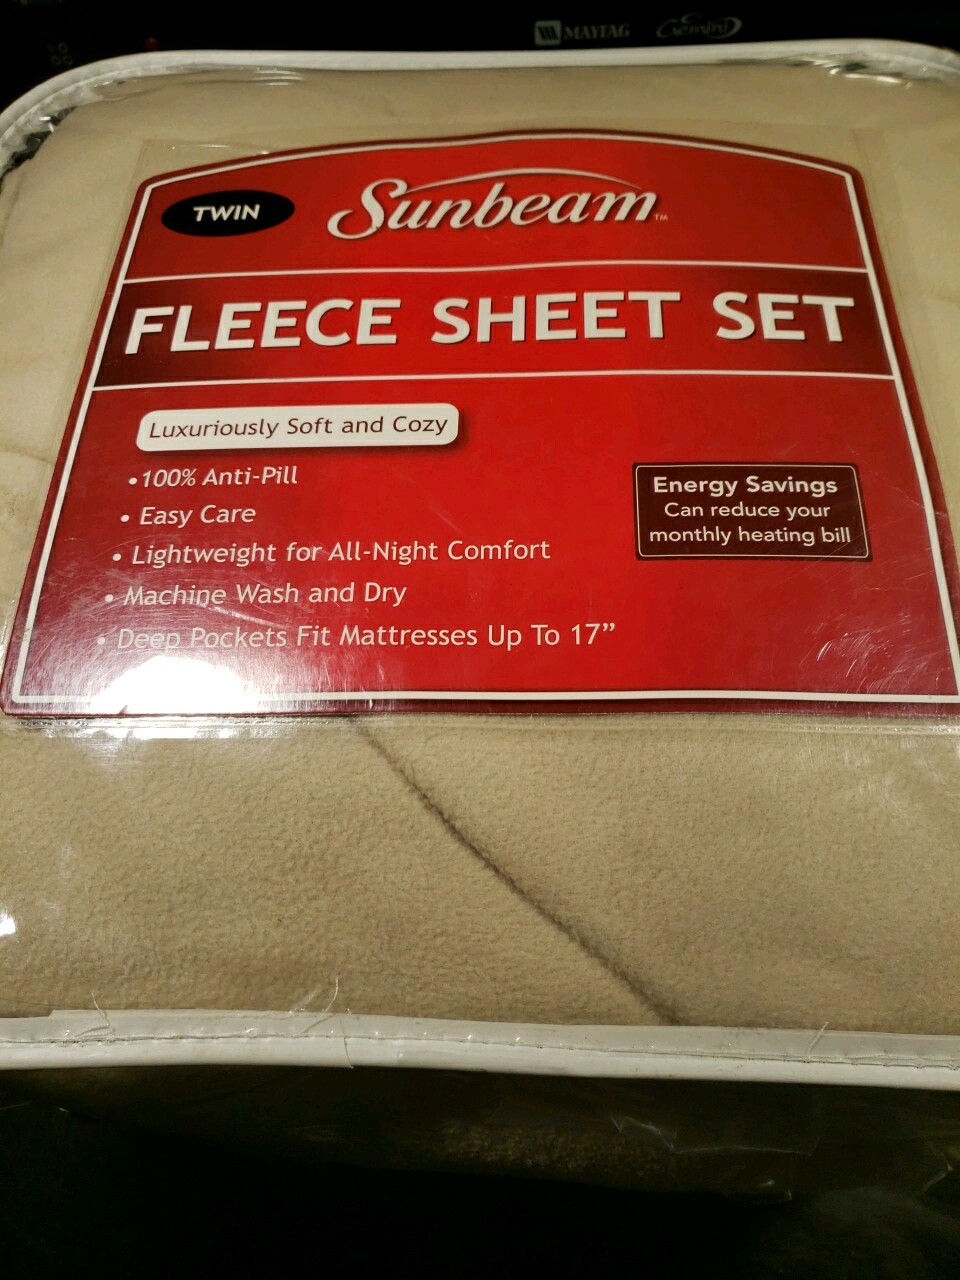 MAYTAG Gemini
TWIN
Sunbeam™
FLEECE SHEET SET
Luxuriously Soft and Cozy
•100% Anti-Pill
• Easy Care
• Lightweight for All-Night Comfort
• Machine Wash and Dry
• Deep Pockets Fit Mattresses Up To 17”
Energy Savings
Can reduce your
monthly heating bill